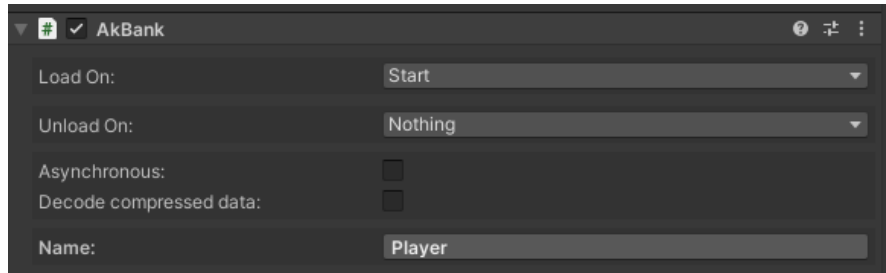 # AkBank
Load On: Start
Unload On: Nothing
Asynchronous:
Decode compressed data:
Name: Player